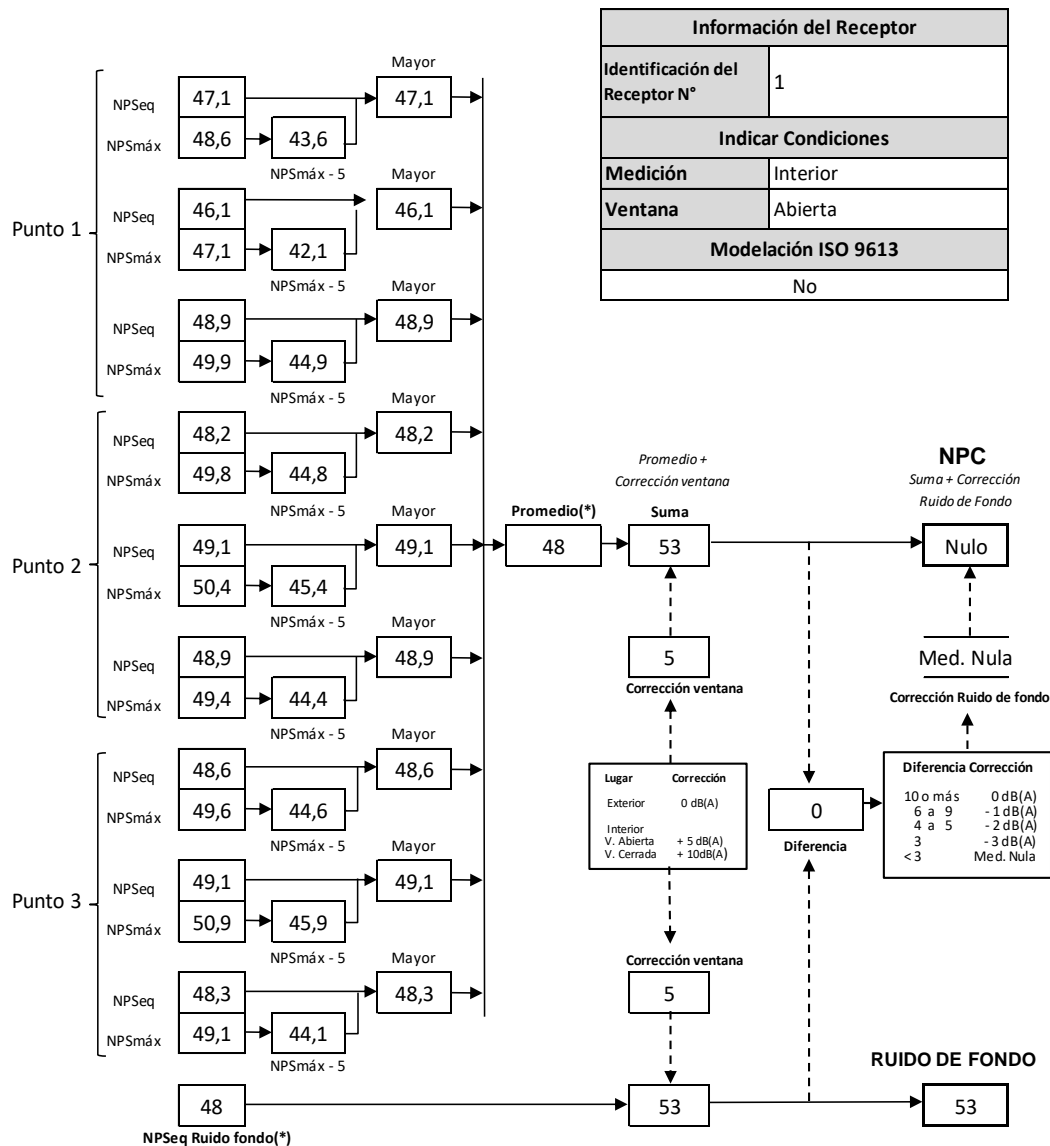 Información del Receptor
Identificación del
Receptor N°
1
Indicar Condiciones
Medición
Interior
Ventana
Abierta
Modelación ISO 9613
No
Punto 1
Mayor
NPSeq
47,1
47,1
NPSmáx
48,6
43,6
NPSmáx - 5
Mayor
NPSeq
46,1
46,1
NPSmáx
47,1
42,1
NPSmáx - 5
Mayor
NPSeq
48,9
48,9
NPSmáx
49,9
44,9
NPSmáx - 5
Punto 2
Mayor
NPSeq
48,2
48,2
NPSmáx
49,8
44,8
NPSmáx - 5
Mayor
NPSeq
49,1
49,1
NPSmáx
50,4
45,4
NPSmáx - 5
Mayor
NPSeq
48,9
48,9
NPSmáx
49,4
44,4
NPSmáx - 5
Punto 3
Mayor
NPSeq
48,6
48,6
NPSmáx
49,6
44,6
NPSmáx - 5
Mayor
NPSeq
49,1
49,1
NPSmáx
50,9
45,9
NPSmáx - 5
Mayor
NPSeq
48,3
48,3
NPSmáx
49,1
44,1
NPSmáx - 5
Promedio(*)
48
Promedio +
Corrección ventana
Suma
53
5
Corrección ventana
Lugar Corrección
Exterior 0 dB(A)
Interior
V. Abierta + 5 dB(A)
V. Cerrada + 10dB(A)
Corrección ventana
5
NPC
Suma + Corrección
Ruido de Fondo
Nulo
Med. Nula
Corrección Ruido de fondo
0
Diferencia
Diferencia Corrección
10 o más 0 dB(A)
6 a 9 - 1 dB(A)
4 a 5 - 2 dB(A)
3 - 3 dB(A)
< 3 Med. Nula
RUIDO DE FONDO
48
53
53
NPSeq Ruido fondo(*)